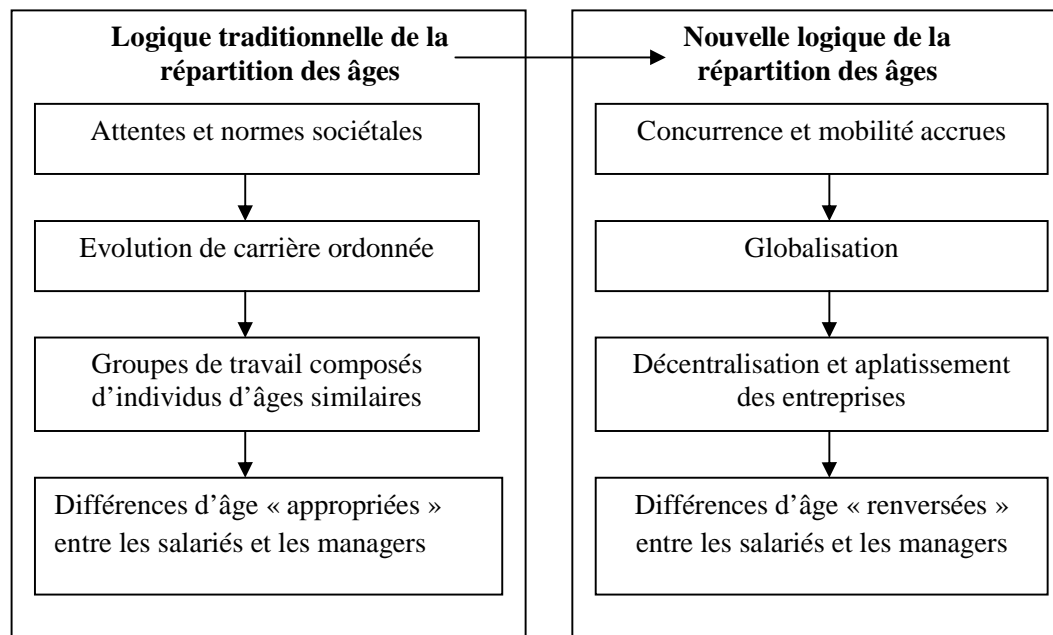 Logique traditionnelle de la
répartition des âges
Attentes et normes sociétales
Evolution de carrière ordonnée
Groupes de travail composés
d’individus d’âges similaires
Différences d’âge « appropriées »
entre les salariés et les managers
Nouvelle logique de la
répartition des âges
Concurrence et mobilité accrues
Globalisation
Décentralisation et aplatissement
des entreprises
Différences d’âge « renversées »
entre les salariés et les managers